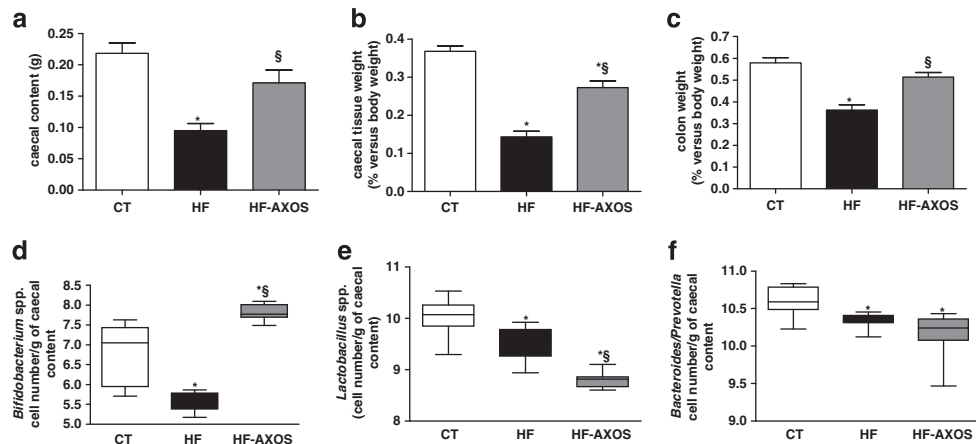 a
caecal content (g)
0.25
0.20
0.15
0.10
0.05
0.00
*
§
CT HF HF-AXOS
b
caecal tissue weight
(% versus body weight)
0.4
0.3
0.2
0.1
0.0
*
*§
CT HF HF-AXOS
c
colon weight
(% versus body weight)
0.7
0.6
0.5
0.4
0.3
0.2
0.1
0.0
*
§
CT HF HF-AXOS
d
Bifidobacterium spp.
cell number/g of caecal
content
8.5
8.0
7.5
7.0
6.5
6.0
5.5
5.0
*
*§
CT HF HF-AXOS
e
Lactobacillus spp.
(cell number/g of caecal
content)
11
10
9
8
*
*§
CT HF HF-AXOS
f
Bacteroides/Prevotella
cell number/g of caecal
content
11.0
10.5
10.0
9.5
9.0
*
*
CT HF HF-AXOS